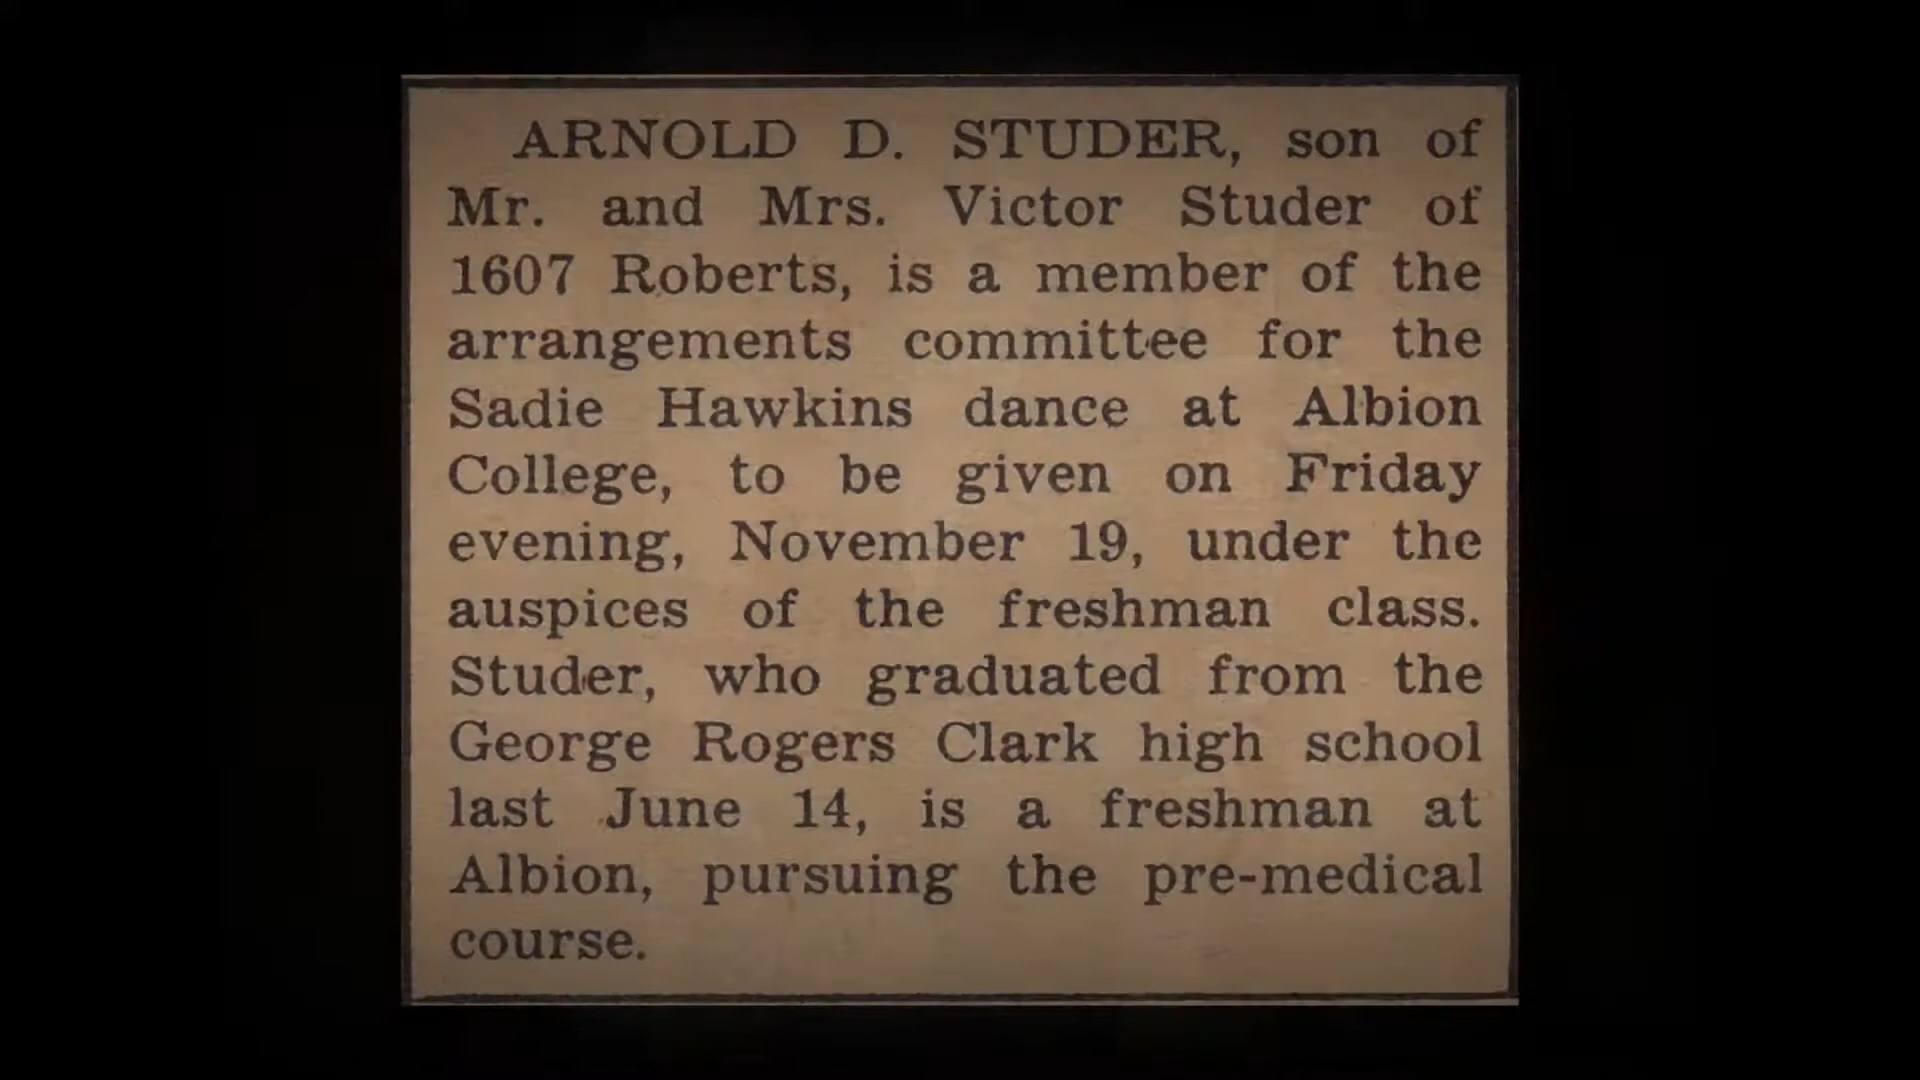 ARNOLD D. STUDER, son of
Mr. and Mrs. Victor Studer of
1607 Roberts, is a member of the
arrangements committee for the
Sadie Hawkins dance at Albion
College, to be given on Friday
evening, November 19, under the
auspices of the freshman class.
Studer, who graduated from the
George Rogers Clark high school
last June 14, is a freshman at
Albion, pursuing the pre-medical
course.